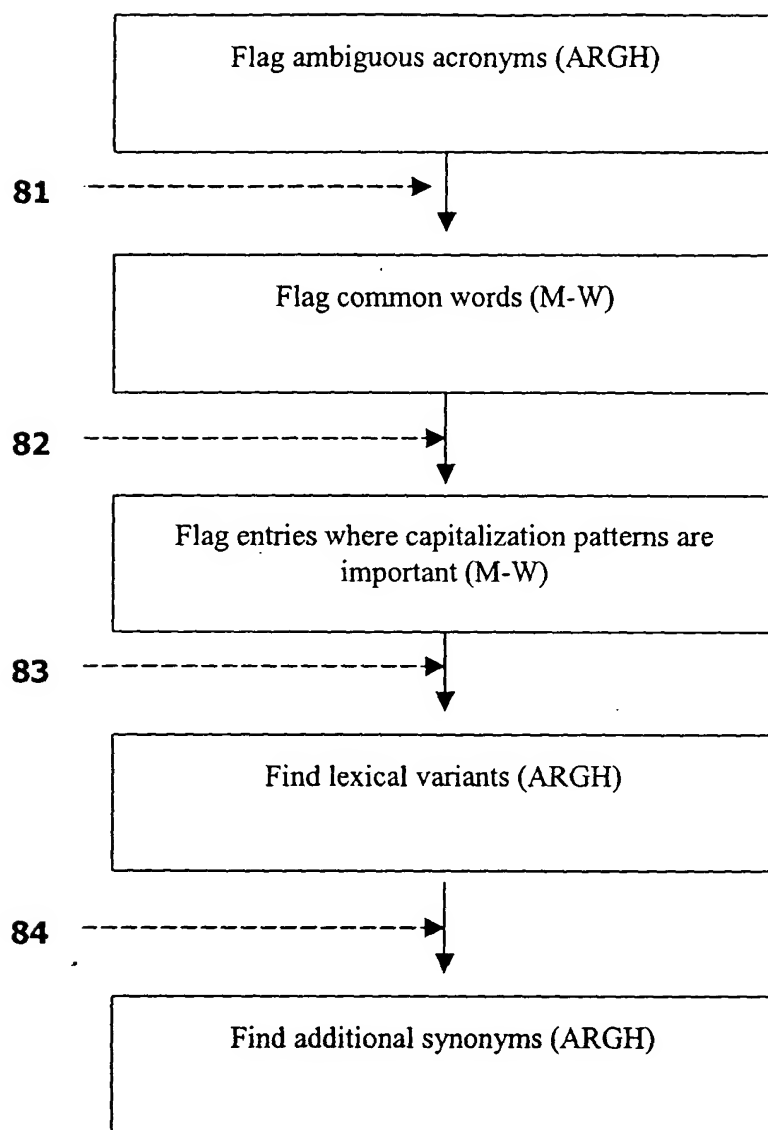 Flag ambiguous acronyms (ARGH)
81
Flag common words (M-W)
82
Flag entries where capitalization patterns are
important (M-W)
83
Find lexical variants (ARGH)
84
Find additional synonyms (ARGH)